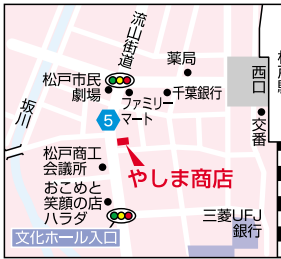 流山街道
薬局
松戸市民
劇場
ファミリー
マート
千葉銀行
西口
坂川
交番
5
松戸商工
会議所
やしま商店
おこめと
笑顔の店
ハラダ
三菱UFJ
銀行
文化ホール入口